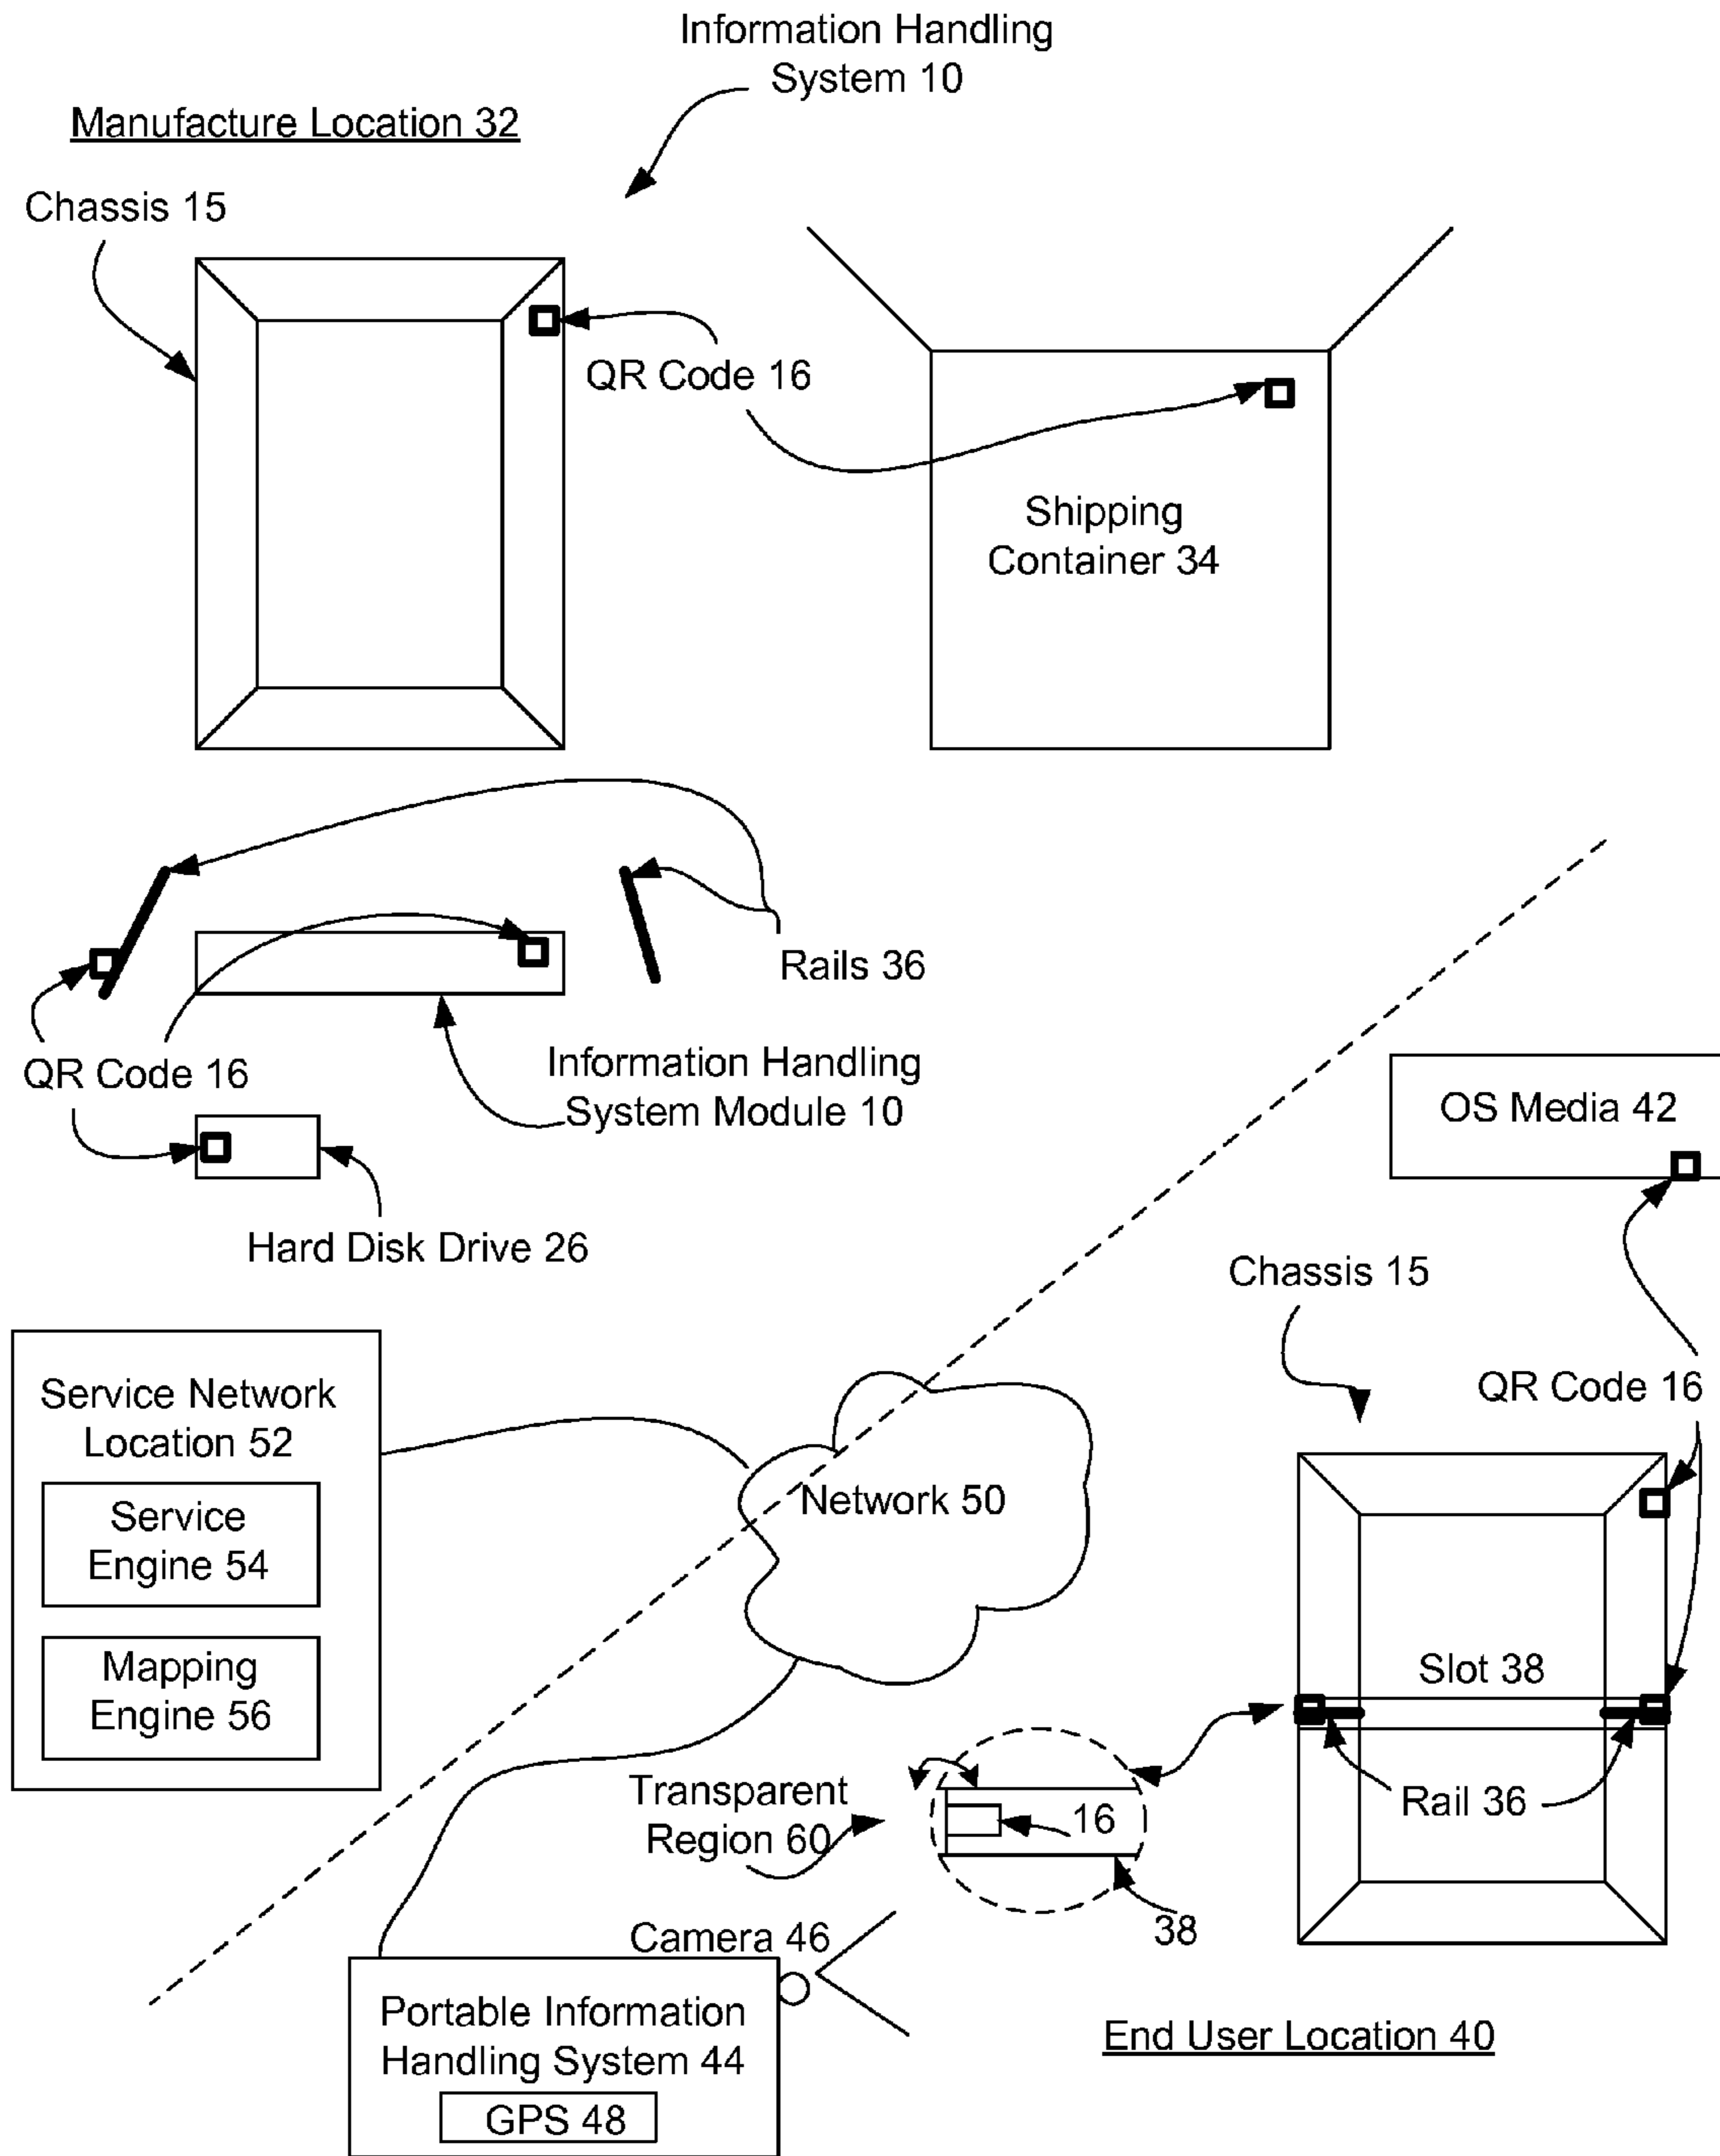 Information Handling
System 10
Manufacture Location 32
Chassis 15
QR Code 16
Shipping
Container 34
Rails 36
QR Code 16
Information Handling
System Module 10
Hard Disk Drive 26
OS Media 42
Chassis 15
QR Code 16
Service Network
Location 52
Service
Engine 54
Mapping
Engine 56
Network 50
Slot 38
Rail 36
Transparent
Region 60
16
38
Camera 46
Portable Information
Handling System 44
GPS 48
End User Location 40